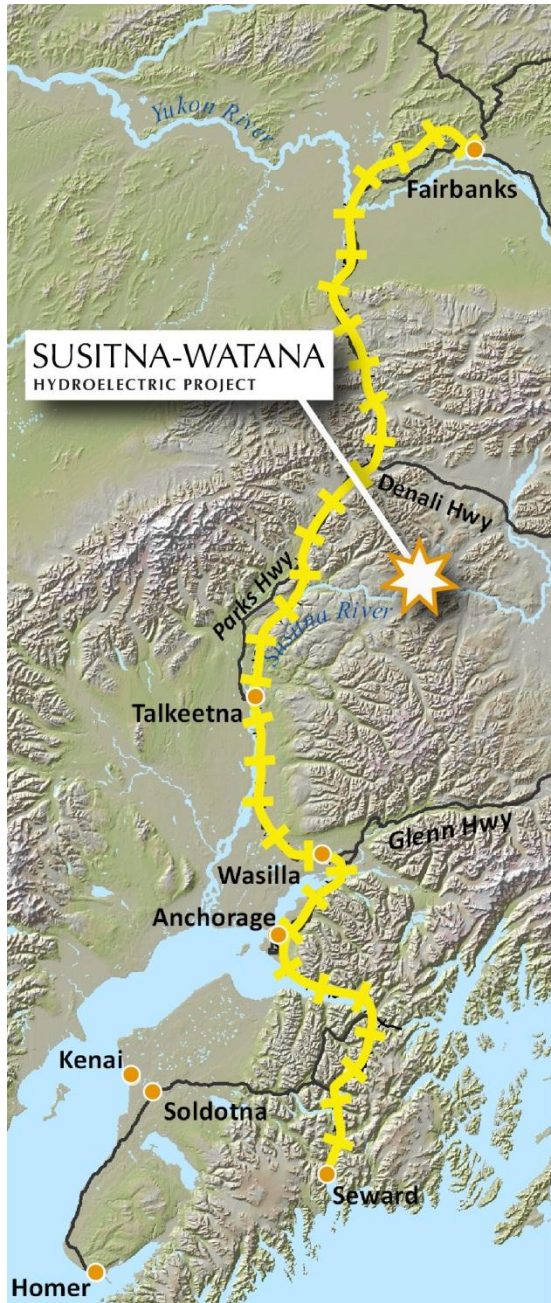 Yukon River
Fairbanks
SUSITNA-WATANA
HYDROELECTRIC PROJECT
Denali Hwy
Parks Hwy
Susitna River
Talkeetna
Glenn Hwy
Wasilla
Anchorage
Kenai
Soldotna
Seward
Homer